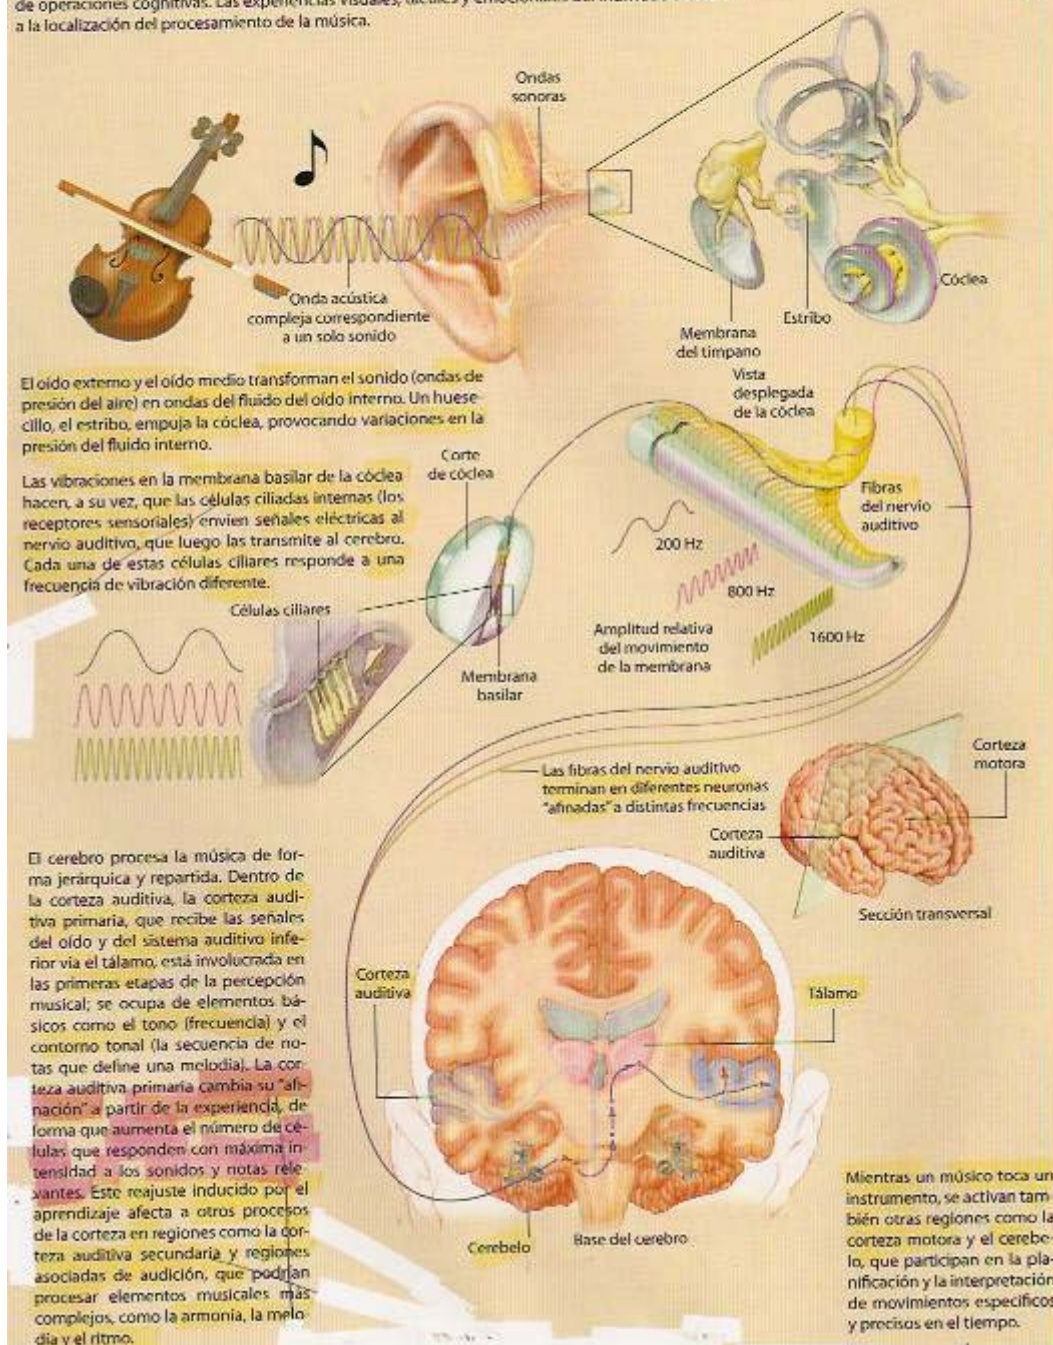 de operaciones cognitivas. Las experiencias visuales, táctiles y emocionales del
a la localización del procesamiento de la música.
Ondas
sonoras
Onda acústica
compleja correspondiente
a un solo sonido
Membrana
del tímpano
Estribo
Cóclea
El oído externo y el oído medio transforman el sonido (ondas de
presión del aire) en ondas del fluido del oído interno. Un huese-
cillo, el estribo, empuja la cóclea, provocando variaciones en la
presión del fluido interno.
Las vibraciones en la membrana basilar de la cóclea
hacen, a su vez, que las células ciliadas internas (los
receptores sensoriales) envíen señales eléctricas al
nervio auditivo, que luego las transmite al cerebro.
Cada una de estas células ciliares responde a una
frecuencia de vibración diferente.
Corte
de cóclea
Vista
desplegada
de la cóclea
Fibras
del nervio
auditivo
200 Hz
800 Hz
1600 Hz
Amplitud relativa
del movimiento
de la membrana
Células ciliares
Membrana
basilar
Las fibras del nervio auditivo
terminan en diferentes neuronas
"afinadas" a distintas frecuencias
Corteza
motora
Corteza
auditiva
Sección transversal
El cerebro procesa la música de for-
ma jerárquica y repartida. Dentro de
la corteza auditiva, la corteza audi-
tiva primaria, que recibe las señales
del oído y del sistema auditivo infe-
rior vía el tálamo, está involucrada en
las primeras etapas de la percepción
musical; se ocupa de elementos bá-
sicos como el tono (frecuencia) y el
contorno tonal (la secuencia de no-
tas que define una melodía). La cor-
teza auditiva primaria cambia su "afi-
nación" a partir de la experiencia, de
forma que aumenta el número de cé-
lulas que responden con máxima in-
tensidad a los sonidos y notas rele-
vantes. Este reajuste inducido por el
aprendizaje afecta a otros procesos
de la corteza en regiones como la cor-
teza auditiva secundaria y regiones
asociadas de audición, que podrían
procesar elementos musicales más
complejos, como la armonía, la melo-
día y el ritmo.
Corteza
auditiva
Tálamo
Cerebelo
Base del cerebro
Mientras un músico toca un
instrumento, se activan tam-
bién otras regiones como la
corteza motora y el cerebe-
lo, que participan en la pla-
nificación y la interpretación
de movimientos específicos
y precisos en el tiempo.